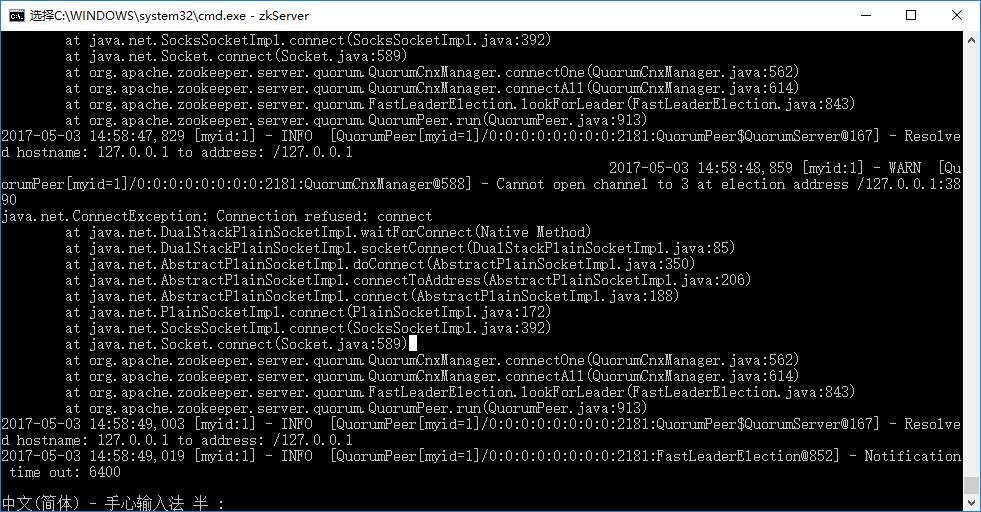 选择C:\WINDOWS\system32\cmd.exe - zkServer
at java.net.SocksSocketImpl.connect(SocksSocketImpl.java:392)
at java.net.Socket.connect(Socket.java:589)
at org.apache.zookeeper.server.quorum.QuorumCnxManager.connectOne(QuorumCnxManager.java:562)
at org.apache.zookeeper.server.quorum.QuorumCnxManager.connectAll(QuorumCnxManager.java:614)
at org.apache.zookeeper.server.quorum.FastLeaderElection.lookForLeader(FastLeaderElection.java:843)
at org.apache.zookeeper.server.quorum.QuorumPeer.run(QuorumPeer.java:913)
2017-05-03 14:58:47,829 [myid:1] - INFO  [QuorumPeer[myid=1]/0:0:0:0:0:0:0:0:2181:QuorumPeer$QuorumServer@167] - Resolve
d hostname: 127.0.0.1 to address: /127.0.0.1
2017-05-03 14:58:48,859 [myid:1] - WARN  [Qu
orumPeer[myid=1]/0:0:0:0:0:0:0:0:2181:QuorumCnxManager@588] - Cannot open channel to 3 at election address /127.0.0.1:38
90
java.net.ConnectException: Connection refused: connect
at java.net.DualStackPlainSocketImpl.waitForConnect(Native Method)
at java.net.DualStackPlainSocketImpl.socketConnect(DualStackPlainSocketImpl.java:85)
at java.net.AbstractPlainSocketImpl.doConnect(AbstractPlainSocketImpl.java:350)
at java.net.AbstractPlainSocketImpl.connectToAddress(AbstractPlainSocketImpl.java:206)
at java.net.AbstractPlainSocketImpl.connect(AbstractPlainSocketImpl.java:188)
at java.net.PlainSocketImpl.connect(PlainSocketImpl.java:172)
at java.net.SocksSocketImpl.connect(SocksSocketImpl.java:392)
at java.net.Socket.connect(Socket.java:589)
at org.apache.zookeeper.server.quorum.QuorumCnxManager.connectOne(QuorumCnxManager.java:562)
at org.apache.zookeeper.server.quorum.QuorumCnxManager.connectAll(QuorumCnxManager.java:614)
at org.apache.zookeeper.server.quorum.FastLeaderElection.lookForLeader(FastLeaderElection.java:843)
at org.apache.zookeeper.server.quorum.QuorumPeer.run(QuorumPeer.java:913)
2017-05-03 14:58:49,003 [myid:1] - INFO  [QuorumPeer[myid=1]/0:0:0:0:0:0:0:0:2181:QuorumPeer$QuorumServer@167] - Resolve
d hostname: 127.0.0.1 to address: /127.0.0.1
2017-05-03 14:58:49,019 [myid:1] - INFO  [QuorumPeer[myid=1]/0:0:0:0:0:0:0:0:2181:FastLeaderElection@852] - Notification
time out: 6400
中文(简体) - 手心输入法 半 :